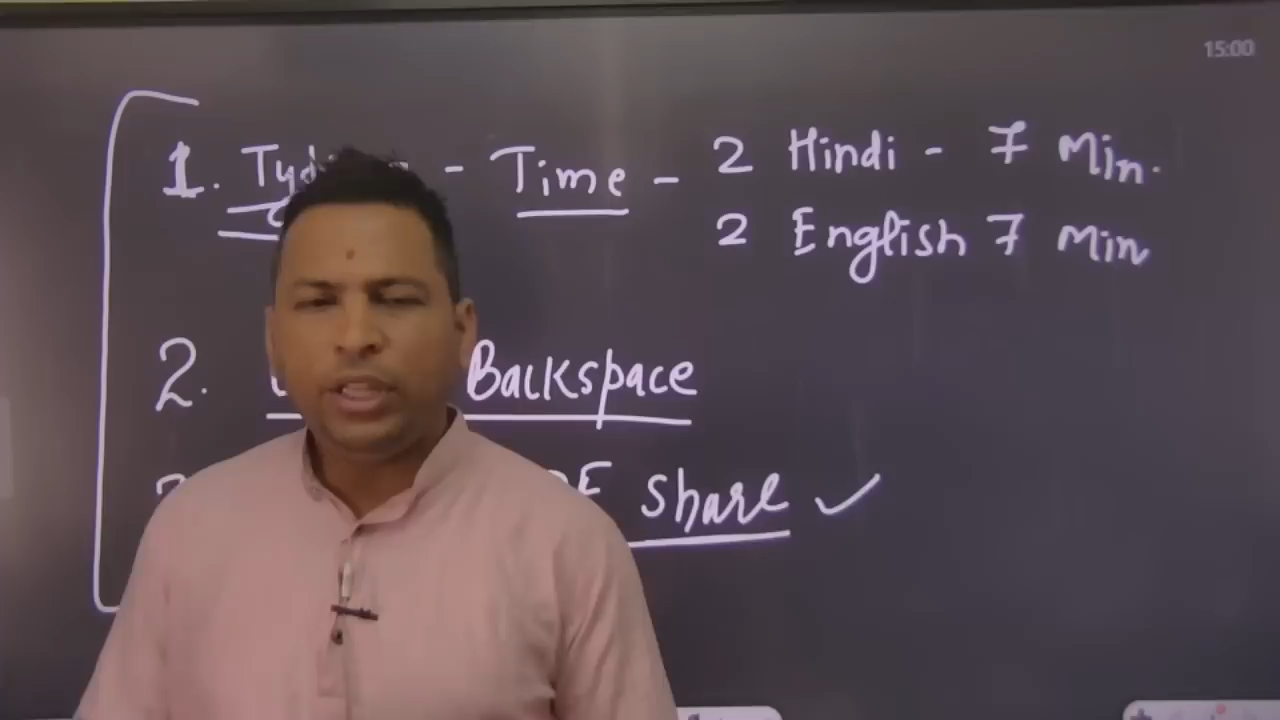 15:00
1. - Time - 2 Hindi - 7 Min.
2 English 7 Min
2. Backspace
share ✓